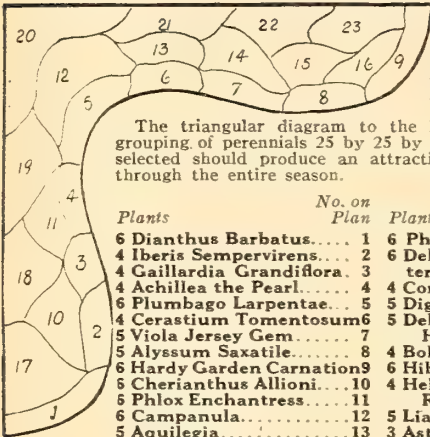 21
22
20
23
13
14
9
12
15
16
6
7
5
8
The triangular diagram to the
grouping of perennials 25 by 25 by
selected should produce an attracti
through the entire season.
19
4
11
3
18
10
2
17
1
No. on
Plants Plan Plan
6 Dianthus Barbatus..... 1 6 Ph
4 Iberis Sempervirens.... 2 6 Del
4 Gaillardia Grandiflora. 3 ter
4 Achillea the Pearl...... 4 4 Cor
6 Plumbago Larpentae... 5 5 Dig
4 Cerastium Tomentosum6 5 Del
5 Viola Jersey Gem...... 7 H
5 Alyssum Saxatile....... 8 4 Bol
6 Hardy Garden Carnation9 6 Hib
6 Cherianthus Allioni....10 4 Hel
6 Phlox Enchantress.....11 R
6 Campanula............12 5 Lia
5 Aquilegia.............13 3 Ast